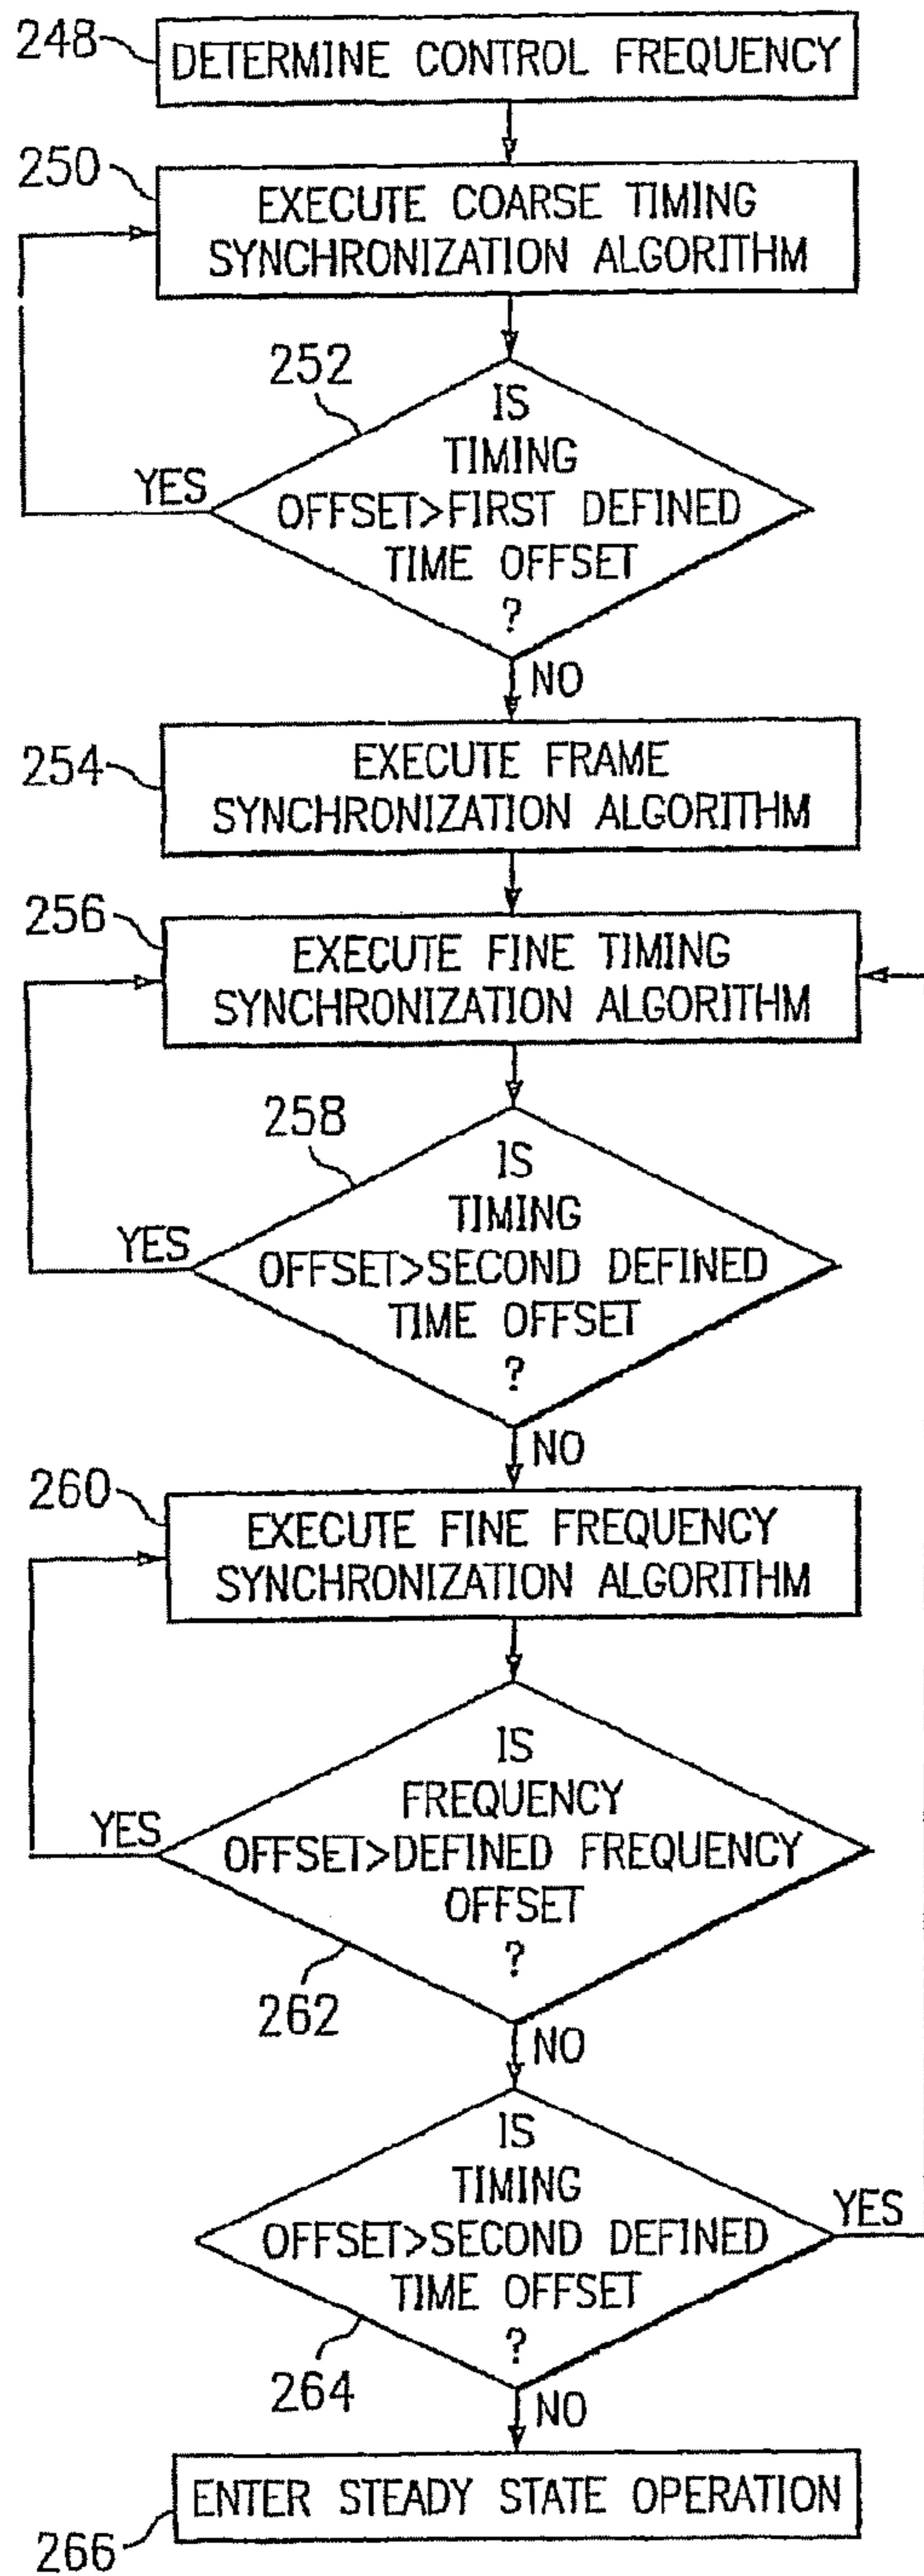 248
DETERMINE CONTROL FREQUENCY
250
EXECUTE COARSE TIMING
SYNCHRONIZATION ALGORITHM
252
IS
TIMING
OFFSET>FIRST DEFINED
TIME OFFSET
?
YES
NO
254
EXECUTE FRAME
SYNCHRONIZATION ALGORITHM
256
EXECUTE FINE TIMING
SYNCHRONIZATION ALGORITHM
258
IS
TIMING
OFFSET>SECOND DEFINED
TIME OFFSET
?
YES
NO
260
EXECUTE FINE FREQUENCY
SYNCHRONIZATION ALGORITHM
IS
FREQUENCY
OFFSET>DEFINED FREQUENCY
OFFSET
?
YES
262
NO
IS
TIMING
OFFSET>SECOND DEFINED
TIME OFFSET
?
YES
264
NO
ENTER STEADY STATE OPERATION
266